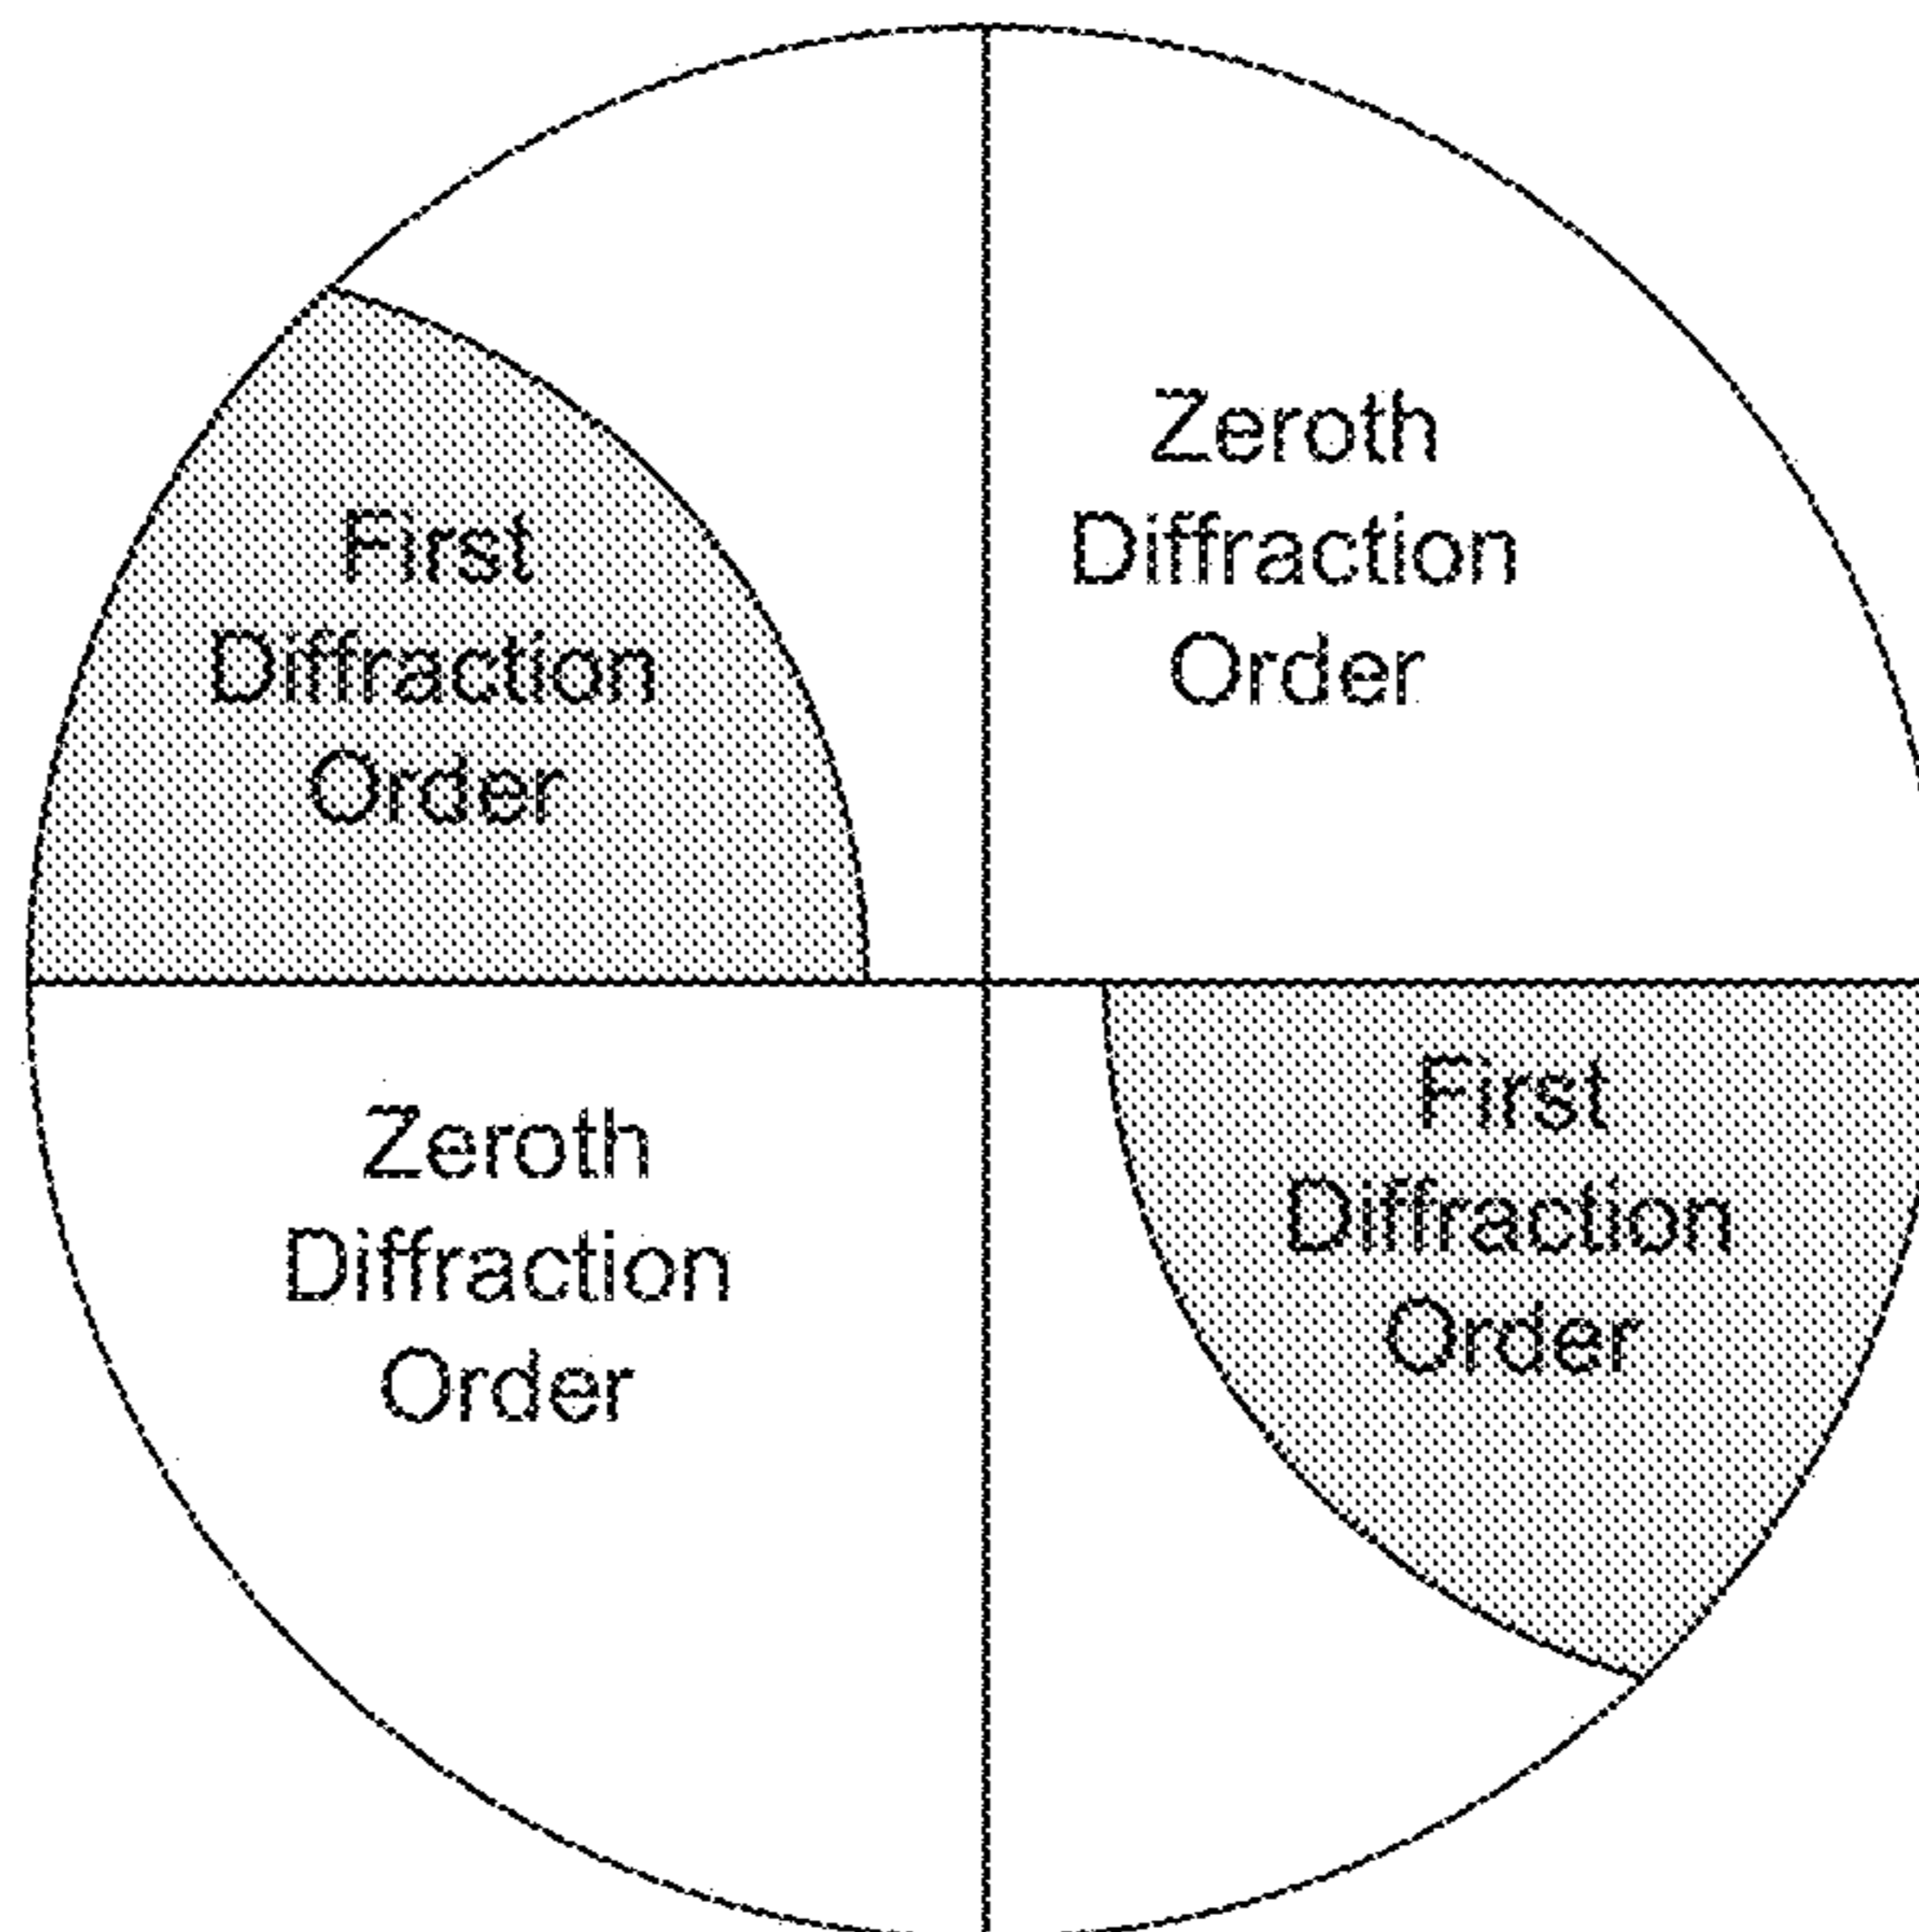 Zeroth
Diffraction
Order
First
Diffraction
Order
Zeroth
Diffraction
Order
First
Diffraction
Order